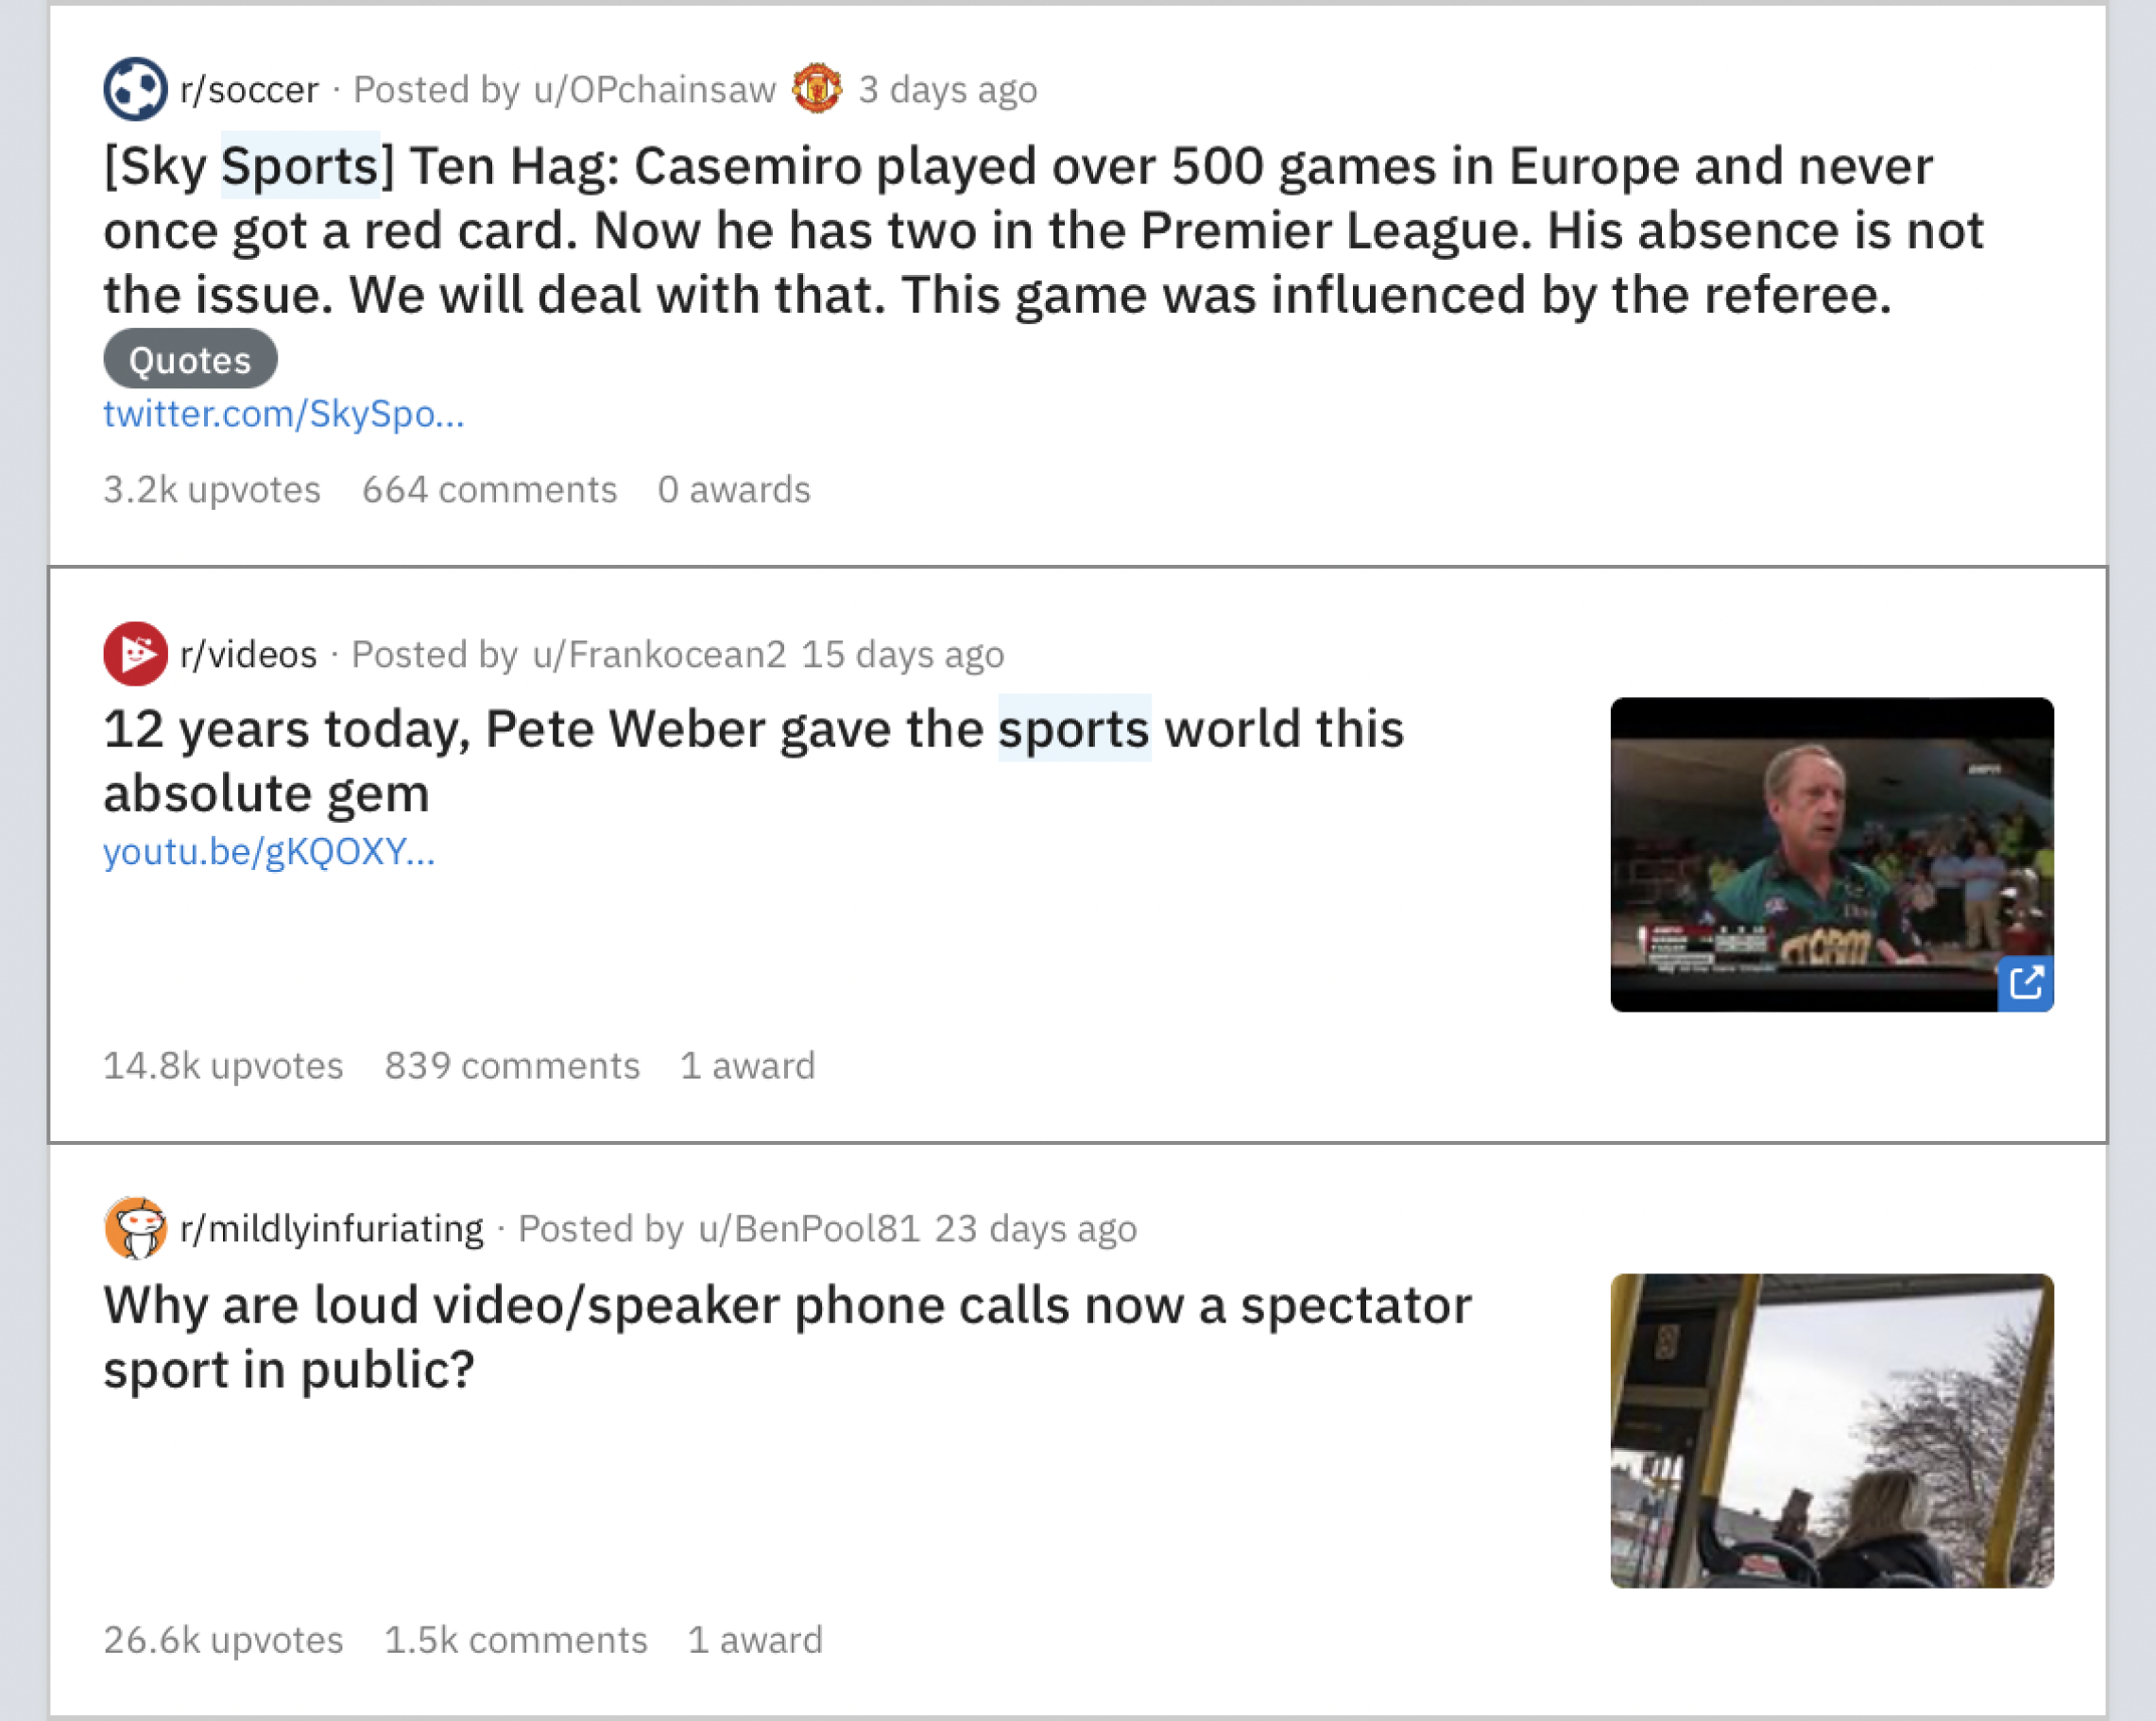 r/soccer · Posted by u/OPchainsaw 3 days ago
[Sky Sports] Ten Hag: Casemiro played over 500 games in Europe and never
once got a red card. Now he has two in the Premier League. His absence is not
the issue. We will deal with that. This game was influenced by the referee.
Quotes
twitter.com/SkySpo...
3.2k upvotes 664 comments 0 awards
r/videos · Posted by u/Frankocean2 15 days ago
12 years today, Pete Weber gave the sports world this
absolute gem
youtu.be/gKQOXY...
ESPN
STORM
14.8k upvotes 839 comments 1 award
r/mildlyinfuriating · Posted by u/BenPool81 23 days ago
Why are loud video/speaker phone calls now a spectator
sport in public?
26.6k upvotes 1.5k comments 1 award